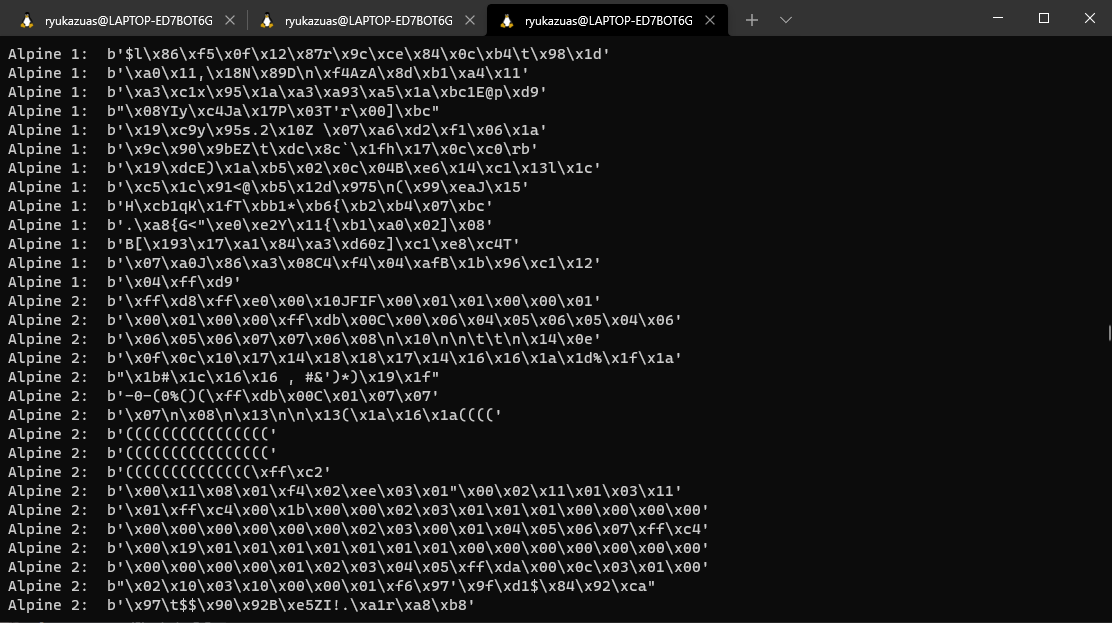 ryukazuas@LAPTOP-ED7BOT6G
ryukazuas@LAPTOP-ED7BOT6G
ryukazuas@LAPTOP-ED7BOT6G
Alpine 1:  b'$l\x86\xf5\x0f\x12\x87r\x9c\xce\x84\x0c\xb4\t\x98\x1d'
Alpine 1:  b'\xa0\x11,\x18N\x89D\n\xf4AzA\x8d\xb1\xa4\x11'
Alpine 1:  b'\xa3\xc1x\x95\x1a\xa3\xa93\xa5\x1a\xbc1E@p\xd9'
Alpine 1:  b"\x08YIy\xc4Ja\x17P\x03T'r\x00]\xbc"
Alpine 1:  b'\x19\xc9y\x95s.2\x10Z \x07\xa6\xd2\xf1\x06\x1a'
Alpine 1:  b'\x9c\x90\x9bEZ\t\xdc\x8c`\x1fh\x17\x0c\xc0\rb'
Alpine 1:  b'\x19\xdcE)\x1a\xb5\x02\x0c\x04B\xe6\x14\xc1\x13l\x1c'
Alpine 1:  b'\xc5\x1c\x91<@\xb5\x12d\x975\n(\x99\xeaJ\x15'
Alpine 1:  b'H\xcb1qK\x1fT\xbb1*\xb6{\xb2\xb4\x07\xbc'
Alpine 1:  b'.\xa8{G<"\xe0\xe2Y\x11{\xb1\xa0\x02]\x08'
Alpine 1:  b'B[\x193\x17\xa1\x84\xa3\xd60z]\xc1\xe8\xc4T'
Alpine 1:  b'\x07\xa0J\x86\xa3\x08C4\xf4\x04\xafB\x1b\x96\xc1\x12'
Alpine 1:  b'\x04\xff\xd9'
Alpine 2:  b'\xff\xd8\xff\xe0\x00\x10JFIF\x00\x01\x01\x00\x00\x01'
Alpine 2:  b'\x00\x01\x00\x00\xff\xdb\x00C\x00\x06\x04\x05\x06\x05\x04\x06'
Alpine 2:  b'\x06\x05\x06\x07\x07\x06\x08\n\x10\n\n\t\t\n\x14\x0e'
Alpine 2:  b'\x0f\x0c\x10\x17\x14\x18\x18\x17\x14\x16\x16\x1a\x1d%\x1f\x1a'
Alpine 2:  b"\x1b#\x1c\x16\x16 , #&')*)\x19\x1f"
Alpine 2:  b'-0-(0%()(\xff\xdb\x00C\x01\x07\x07'
Alpine 2:  b'\x07\n\x08\n\x13\n\n\x13(\x1a\x16\x1a(((('
Alpine 2:  b'(((((((((((((((('
Alpine 2:  b'(((((((((((((((('
Alpine 2:  b'((((((((((((((\xff\xc2'
Alpine 2:  b'\x00\x11\x08\x01\xf4\x02\xee\x03\x01"\x00\x02\x11\x01\x03\x11'
Alpine 2:  b'\x01\xff\xc4\x00\x1b\x00\x00\x02\x03\x01\x01\x01\x00\x00\x00\x00'
Alpine 2:  b'\x00\x00\x00\x00\x00\x02\x03\x00\x01\x04\x05\x06\x07\xff\xc4'
Alpine 2:  b'\x00\x19\x01\x01\x01\x01\x01\x01\x01\x00\x00\x00\x00\x00\x00\x00'
Alpine 2:  b'\x00\x00\x00\x00\x01\x02\x03\x04\x05\xff\xda\x00\x0c\x03\x01\x00'
Alpine 2:  b"\x02\x10\x03\x10\x00\x00\x01\xf6\x97'\x9f\xd1$\x84\x92\xca"
Alpine 2:  b'\x97\t$$\x90\x92B\xe5ZI!.\xa1r\xa8\xb8'